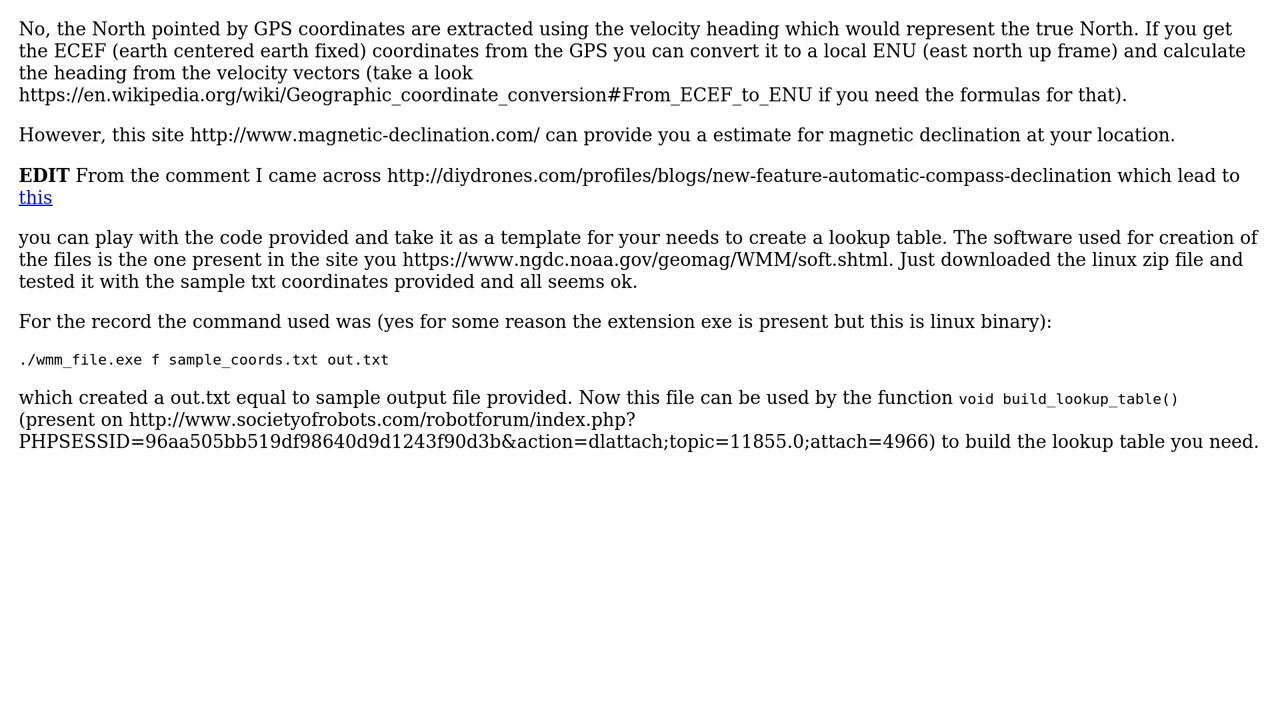 No, the North pointed by GPS coordinates are extracted using the velocity heading which would represent the true North. If you get
the ECEF (earth centered earth fixed) coordinates from the GPS you can convert it to a local ENU (east north up frame) and calculate
the heading from the velocity vectors (take a look
https://en.wikipedia.org/wiki/Geographic_coordinate_conversion#From_ECEF_to_ENU if you need the formulas for that).
However, this site http://www.magnetic-declination.com/ can provide you a estimate for magnetic declination at your location.
EDIT From the comment I came across http://diydrones.com/profiles/blogs/new-feature-automatic-compass-declination which lead to
this
you can play with the code provided and take it as a template for your needs to create a lookup table. The software used for creation of
the files is the one present in the site you https://www.ngdc.noaa.gov/geomag/WMM/soft.shtml. Just downloaded the linux zip file and
tested it with the sample txt coordinates provided and all seems ok.
For the record the command used was (yes for some reason the extension exe is present but this is linux binary):
./wmm_file.exe f sample_coords.txt out.txt
which created a out.txt equal to sample output file provided. Now this file can be used by the function void build_lookup_table()
(present on http://www.societyofrobots.com/robotforum/index.php?
PHPSESSID=96aa505bb519df98640d9d1243f90d3b&action=dlattach;topic=11855.0;attach=4966) to build the lookup table you need.